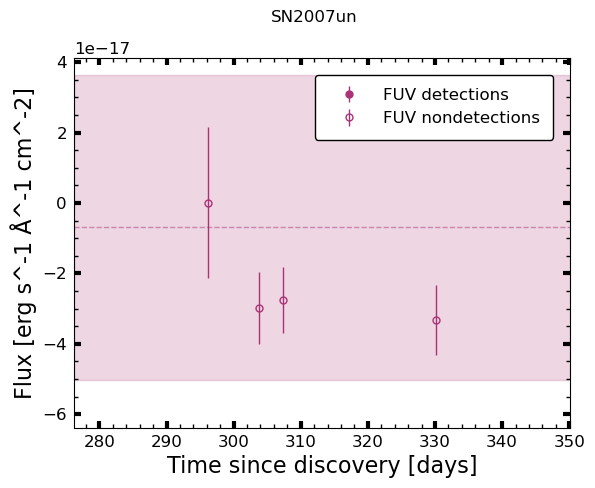 SN2007un
1e−17
4
2
0
−2
−4
−6
Flux [erg s^-1 Å^-1 cm^-2]
FUV detections
FUV nondetections
280 290 300 310 320 330 340 350
Time since discovery [days]